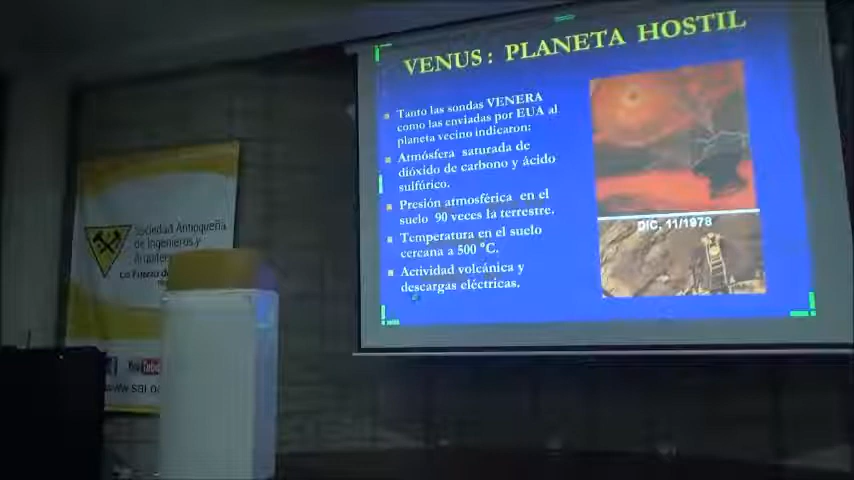 VENUS: PLANETA HOSTIL
Tanto las sondas VENERA
como las enviadas por EUA al
planeta vecino indicaron:
Atmósfera saturada de
dióxido de carbono y ácido
sulfúrico.
Presión atmosférica en el
suelo 90 veces la terrestre.
Temperatura en el suelo
cercana a 500 °C.
Actividad volcánica y
descargas eléctricas.
DIC, 11/1978
Sociedad Antioqueña
de Ingenieros y